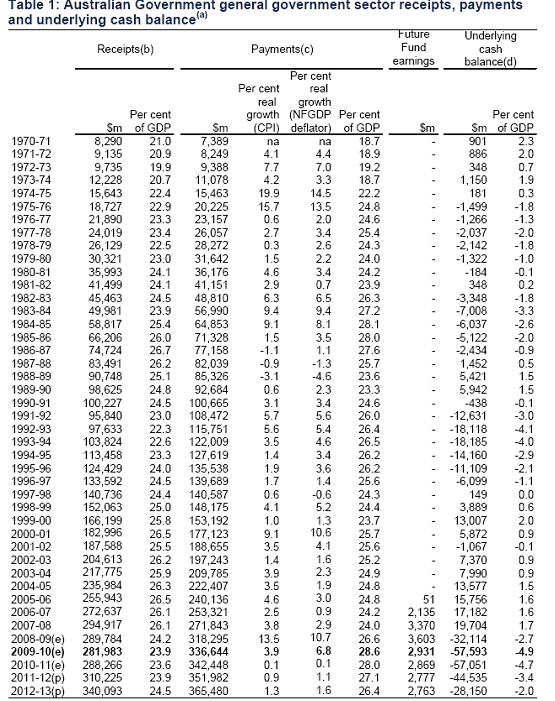 Table 1: Australian Government general government sector receipts, payments
and underlying cash balance(a)
Receipts(b) Payments(c) Future Fund earnings Underlying cash balance(d)
$m Per cent of GDP $m Per cent real growth (CPI) Per cent real growth (NFGDP deflator) Per cent of GDP $m $m Per cent of GDP
1970-71 8,290 21.0 7,389 na na 18.7 - 901 2.3
1971-72 9,135 20.9 8,249 4.1 4.4 18.9 - 886 2.0
1972-73 9,735 19.9 9,388 7.7 7.0 19.2 - 348 0.7
1973-74 12,228 20.7 11,078 4.2 3.3 18.7 - 1,150 1.9
1974-75 15,643 22.4 15,463 19.9 14.5 22.2 - 181 0.3
1975-76 18,727 22.9 20,225 15.7 13.5 24.8 - -1,499 -1.8
1976-77 21,890 23.3 23,157 0.6 2.0 24.6 - -1,266 -1.3
1977-78 24,019 23.4 26,057 2.7 3.4 25.4 - -2,037 -2.0
1978-79 26,129 22.5 28,272 0.3 2.6 24.3 - -2,142 -1.8
1979-80 30,321 23.0 31,642 1.5 2.2 24.0 - -1,322 -1.0
1980-81 35,993 24.1 36,176 4.6 3.4 24.2 - -184 -0.1
1981-82 41,499 24.1 41,151 2.9 0.7 23.9 - 348 0.2
1982-83 45,463 24.5 48,810 6.3 6.5 26.3 - -3,348 -1.8
1983-84 49,981 23.9 56,990 9.4 9.4 27.2 - -7,008 -3.3
1984-85 58,817 25.4 64,853 9.1 8.1 28.1 - -6,037 -2.6
1985-86 66,206 26.0 71,328 1.5 3.5 28.0 - -5,122 -2.0
1986-87 74,724 26.7 77,158 -1.1 1.1 27.6 - -2,434 -0.9
1987-88 83,491 26.2 82,039 -0.9 -1.3 25.7 - 1,452 0.5
1988-89 90,748 25.1 85,326 -3.1 -4.6 23.6 - 5,421 1.5
1989-90 98,625 24.8 92,684 0.6 2.3 23.3 - 5,942 1.5
1990-91 100,227 24.5 100,665 3.1 3.4 24.6 - -438 -0.1
1991-92 95,840 23.0 108,472 5.7 5.6 26.0 - -12,631 -3.0
1992-93 97,633 22.3 115,751 5.6 5.4 26.4 - -18,118 -4.1
1993-94 103,824 22.6 122,009 3.5 4.6 26.5 - -18,185 -4.0
1994-95 113,458 23.3 127,619 1.4 3.4 26.2 - -14,160 -2.9
1995-96 124,429 24.0 135,538 1.9 3.6 26.2 - -11,109 -2.1
1996-97 133,592 24.5 139,689 1.7 1.4 25.6 - -6,099 -1.1
1997-98 140,736 24.4 140,587 0.6 -0.6 24.3 - 149 0.0
1998-99 152,063 25.0 148,175 4.1 5.2 24.4 - 3,889 0.6
1999-00 166,199 25.8 153,192 1.0 1.3 23.7 - 13,007 2.0
2000-01 182,996 26.5 177,123 9.1 10.6 25.7 - 5,872 0.9
2001-02 187,588 25.5 188,655 3.5 4.1 25.6 - -1,067 -0.1
2002-03 204,613 26.2 197,243 1.4 1.6 25.2 - 7,370 0.9
2003-04 217,775 25.9 209,785 3.9 2.3 24.9 - 7,990 0.9
2004-05 235,984 26.3 222,407 3.5 1.9 24.8 - 13,577 1.5
2005-06 255,943 26.5 240,136 4.6 3.0 24.8 51 15,756 1.6
2006-07 272,637 26.1 253,321 2.5 0.9 24.2 2,135 17,182 1.6
2007-08 294,917 26.1 271,843 3.8 2.9 24.0 3,370 19,704 1.7
2008-09(e) 289,784 24.2 318,295 13.5 10.7 26.6 3,603 -32,114 -2.7
2009-10(e) 281,983 23.9 336,644 3.9 6.8 28.6 2,931 -57,593 -4.9
2010-11(e) 288,266 23.6 342,448 0.1 0.1 28.0 2,869 -57,051 -4.7
2011-12(p) 310,225 23.9 351,982 0.9 1.1 27.1 2,777 -44,535 -3.4
2012-13(p) 340,093 24.5 365,480 1.3 1.6 26.4 2,763 -28,150 -2.0